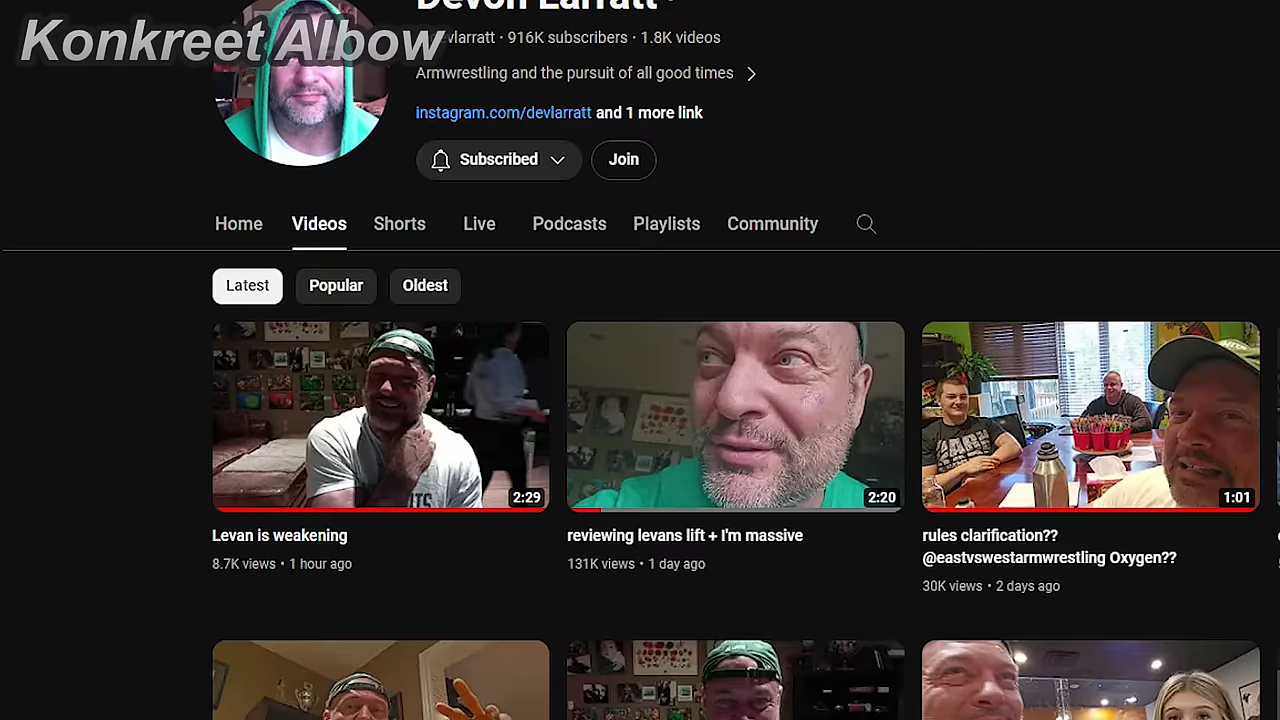 Devon Larratt
Konkreet Albow
vlarratt · 916K subscribers · 1.8K videos
Armwrestling and the pursuit of all good times
instagram.com/devlarratt and 1 more link
Subscribed
Join
Home
Videos
Shorts
Live
Podcasts
Playlists
Community
Latest
Popular
Oldest
2:29
2:20
1:01
Levan is weakening
reviewing levans lift + I'm massive
rules clarification??
@eastvswestarmwrestling Oxygen??
8.7K views · 1 hour ago
131K views · 1 day ago
30K views · 2 days ago